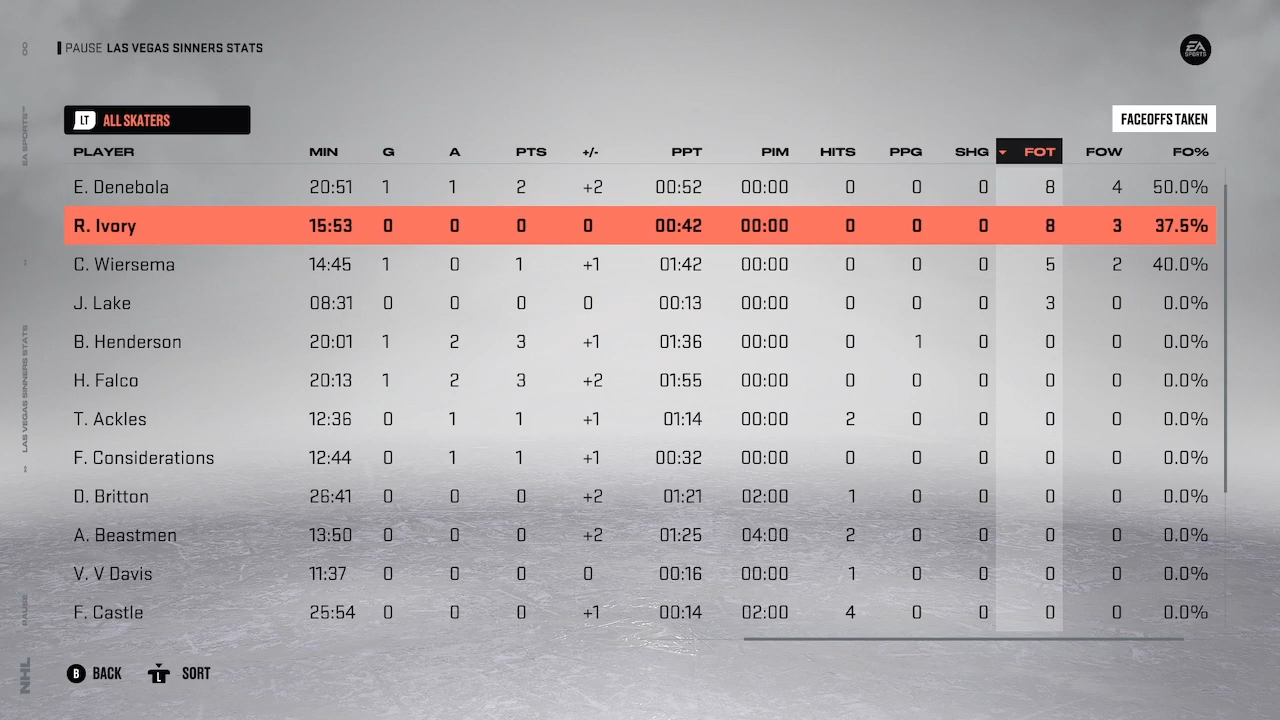 PAUSE LAS VEGAS SINNERS STATS
EA SPORTS
LT ALL SKATERS
FACEOFFS TAKEN
PLAYER MIN G A PTS +/- PPT PIM HITS PPG SHG FOT FOW FO%
E. Denebola 20:51 1 1 2 +2 00:52 00:00 0 0 0 8 4 50.0%
R. Ivory 15:53 0 0 0 0 00:42 00:00 0 0 0 8 3 37.5%
C. Wiersema 14:45 1 0 1 +1 01:42 00:00 0 0 0 5 2 40.0%
J. Lake 08:31 0 0 0 0 00:13 00:00 0 0 0 3 0 0.0%
B. Henderson 20:01 1 2 3 +1 01:36 00:00 0 1 0 0 0 0.0%
H. Falco 20:13 1 2 3 +2 01:55 00:00 0 0 0 0 0 0.0%
T. Ackles 12:36 0 1 1 +1 01:14 00:00 2 0 0 0 0 0.0%
F. Considerations 12:44 0 1 1 +1 00:32 00:00 0 0 0 0 0 0.0%
D. Britton 26:41 0 0 0 +2 01:21 02:00 1 0 0 0 0 0.0%
A. Beastmen 13:50 0 0 0 +2 01:25 04:00 2 0 0 0 0 0.0%
V. V Davis 11:37 0 0 0 0 00:16 00:00 1 0 0 0 0 0.0%
F. Castle 25:54 0 0 0 +1 00:14 02:00 4 0 0 0 0 0.0%
B BACK L SORT
NHL PAUSE » LAS VEGAS SINNERS STATS » EA SPORTS™